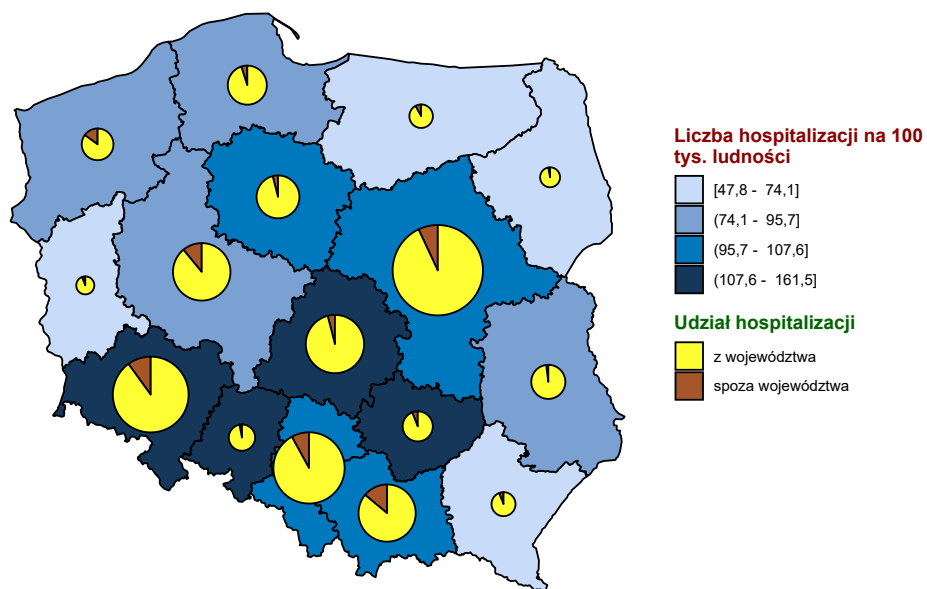 Liczba hospitalizacji na 100
tys. ludności
[47,8 - 74,1]
(74,1 - 95,7]
(95,7 - 107,6]
(107,6 - 161,5]
Udział hospitalizacji
z województwa
spoza województwa